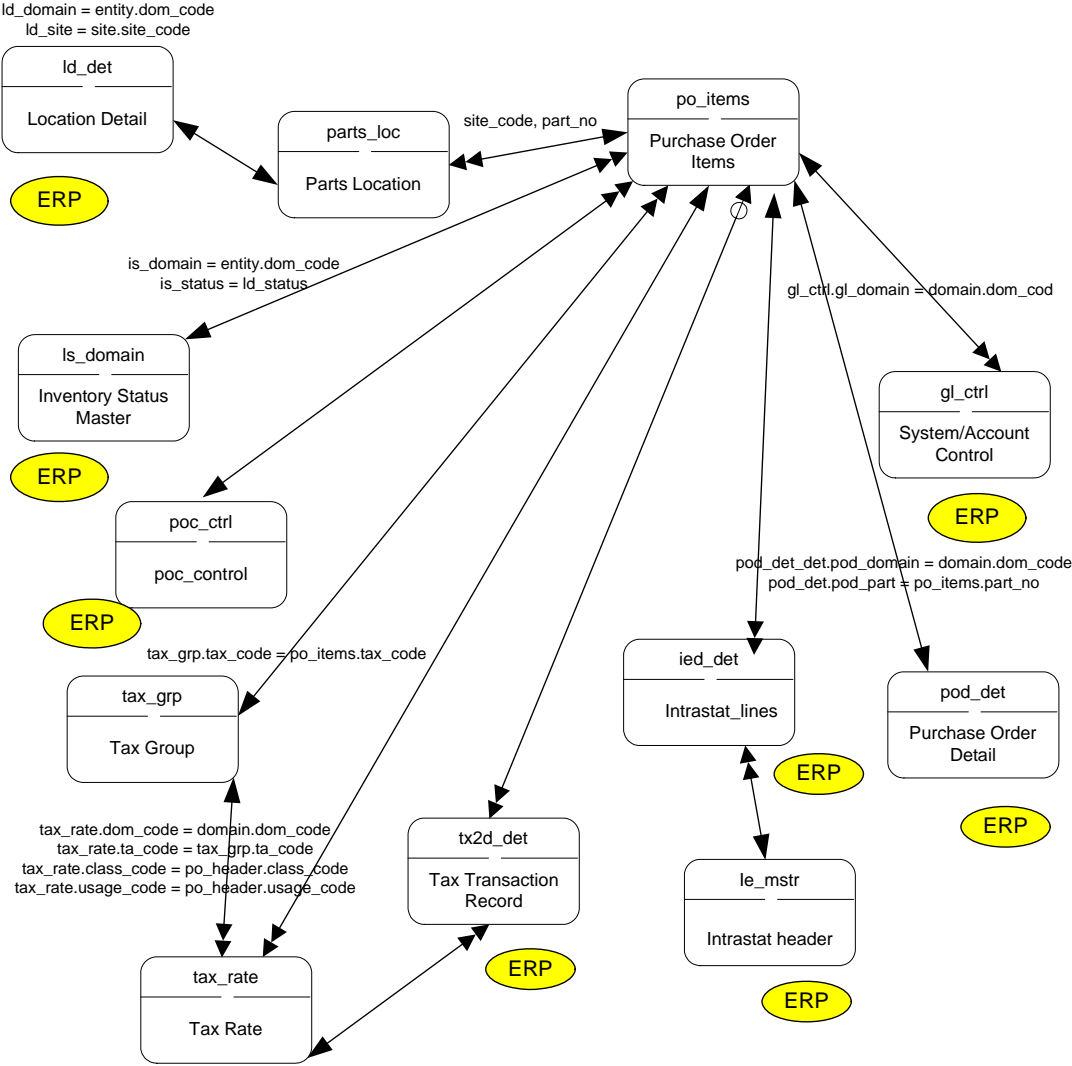 ld_domain = entity.dom_code
ld_site = site.site_code
ld_det
Location Detail
ERP
parts_loc
Parts Location
site_code, part_no
po_items
Purchase Order
Items
is_domain = entity.dom_code
is_status = ld_status
ls_domain
Inventory Status
Master
ERP
gl_ctrl.gl_domain = domain.dom_cod
gl_ctrl
System/Account
Control
ERP
poc_ctrl
poc_control
ERP
pod_det_det.pod_domain = domain.dom_code
pod_det.pod_part = po_items.part_no
tax_grp.tax_code = po_items.tax_code
tax_grp
Tax Group
ied_det
Intrastat_lines
ERP
pod_det
Purchase Order
Detail
ERP
tax_rate.dom_code = domain.dom_code
tax_rate.ta_code = tax_grp.ta_code
tax_rate.class_code = po_header.class_code
tax_rate.usage_code = po_header.usage_code
tx2d_det
Tax Transaction
Record
ERP
le_mstr
Intrastat header
ERP
tax_rate
Tax Rate